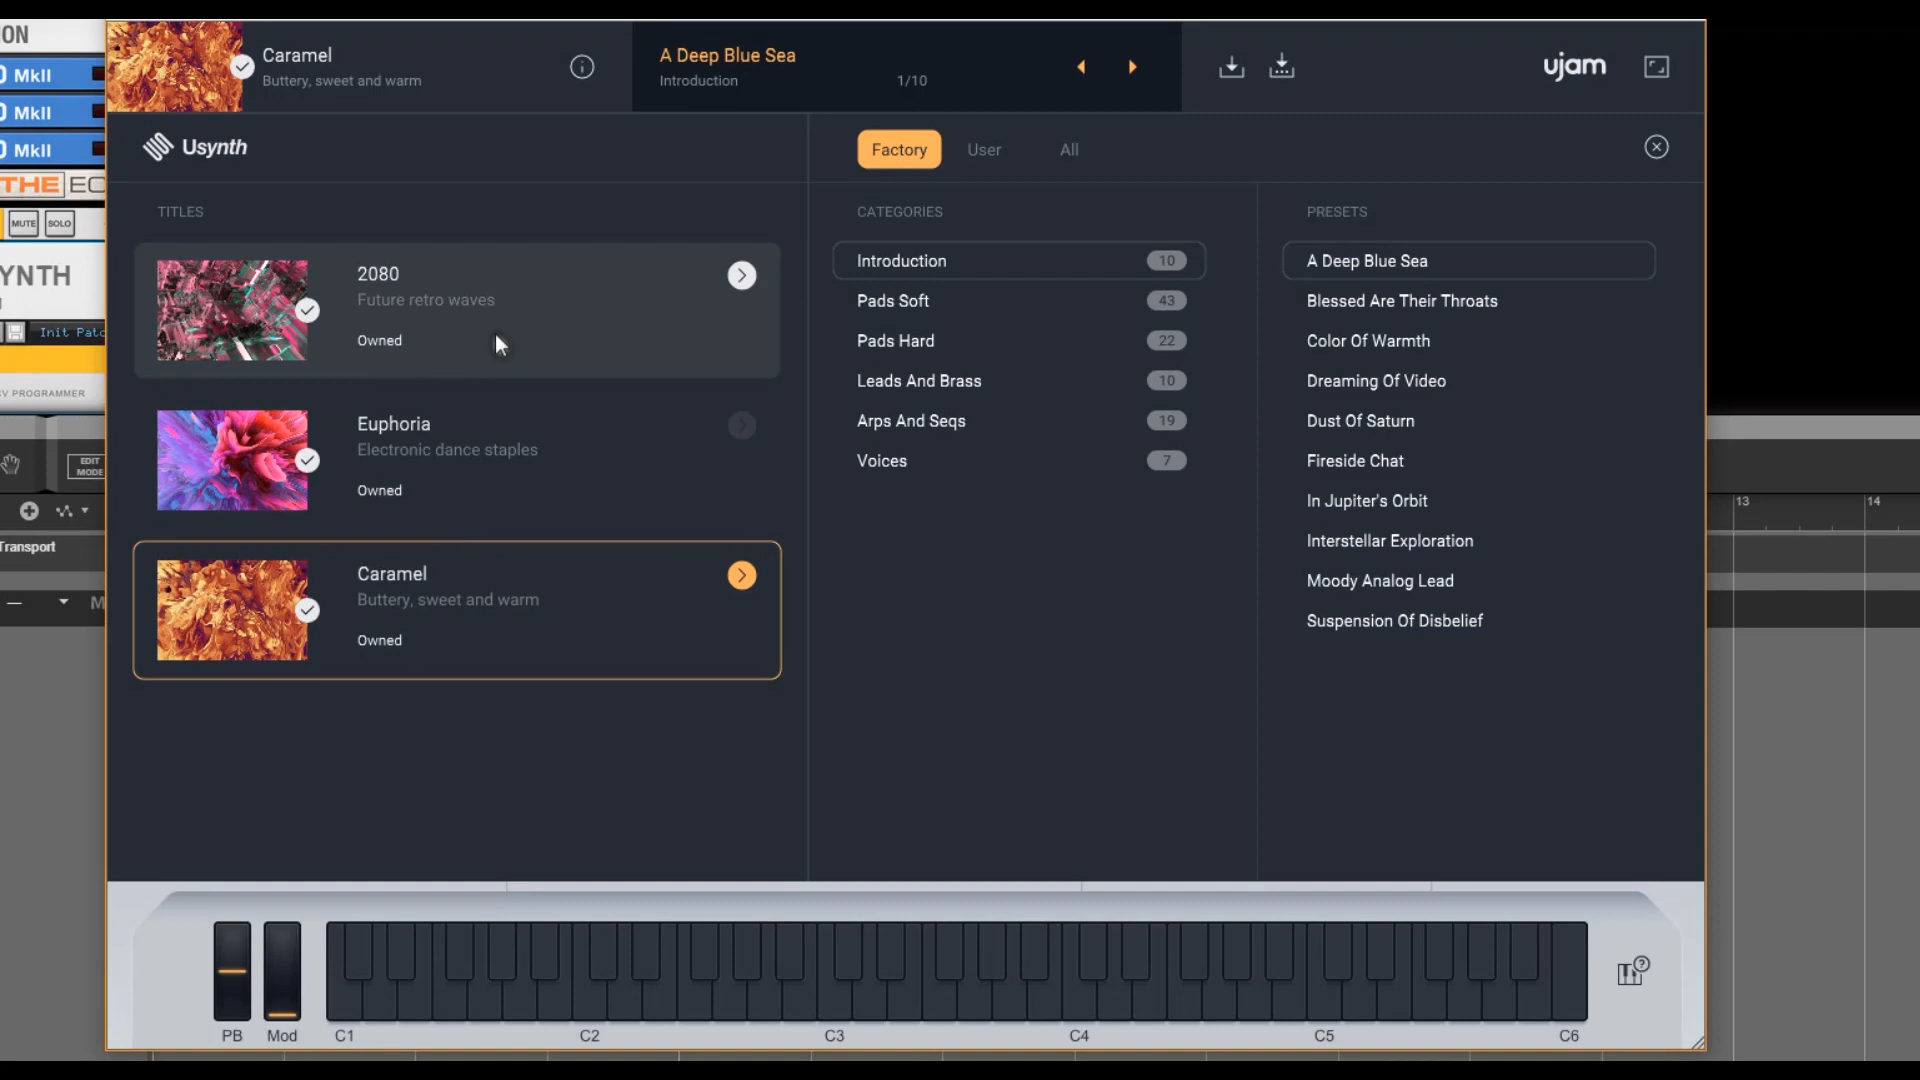 ON
MkII
MkII
MkII
THE EC
MUTE SOLO
YNTH
Init Patc
CV PROGRAMMER
EDIT
MODE
Transport
M
Caramel
Buttery, sweet and warm
A Deep Blue Sea
Introduction
1/10
ujam
Usynth
Factory
User
All
TITLES
2080
Future retro waves
Owned
Euphoria
Electronic dance staples
Owned
Caramel
Buttery, sweet and warm
Owned
CATEGORIES
Introduction 10
Pads Soft 43
Pads Hard 22
Leads And Brass 10
Arps And Seqs 19
Voices 7
PRESETS
A Deep Blue Sea
Blessed Are Their Throats
Color Of Warmth
Dreaming Of Video
Dust Of Saturn
Fireside Chat
In Jupiter's Orbit
Interstellar Exploration
Moody Analog Lead
Suspension Of Disbelief
13
14
PB Mod C1 C2 C3 C4 C5 C6
?